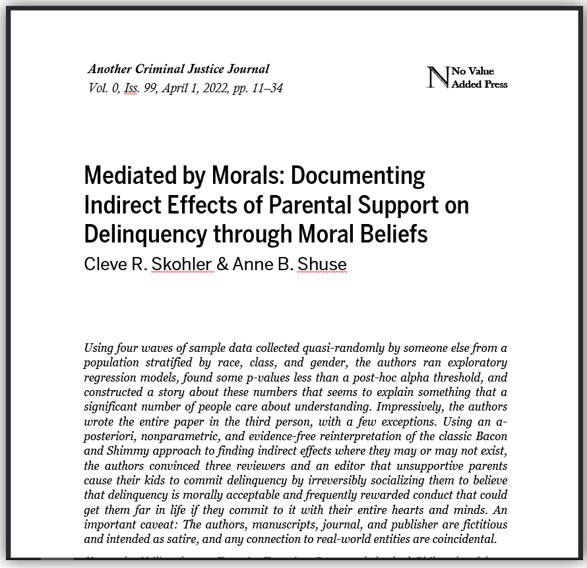 Another Criminal Justice Journal
Vol. 0, Iss. 99, April 1, 2022, pp. 11–34
N No Value
Added Press
Mediated by Morals: Documenting
Indirect Effects of Parental Support on
Delinquency through Moral Beliefs
Cleve R. Skohler & Anne B. Shuse
Using four waves of sample data collected quasi-randomly by someone else from a
population stratified by race, class, and gender, the authors ran exploratory
regression models, found some p-values less than a post-hoc alpha threshold, and
constructed a story about these numbers that seems to explain something that a
significant number of people care about understanding. Impressively, the authors
wrote the entire paper in the third person, with a few exceptions. Using an a-
posteriori, nonparametric, and evidence-free reinterpretation of the classic Bacon
and Shimmy approach to finding indirect effects where they may or may not exist,
the authors convinced three reviewers and an editor that unsupportive parents
cause their kids to commit delinquency by irreversibly socializing them to believe
that delinquency is morally acceptable and frequently rewarded conduct that could
get them far in life if they commit to it with their entire hearts and minds. An
important caveat: The authors, manuscripts, journal, and publisher are fictitious
and intended as satire, and any connection to real-world entities are coincidental.